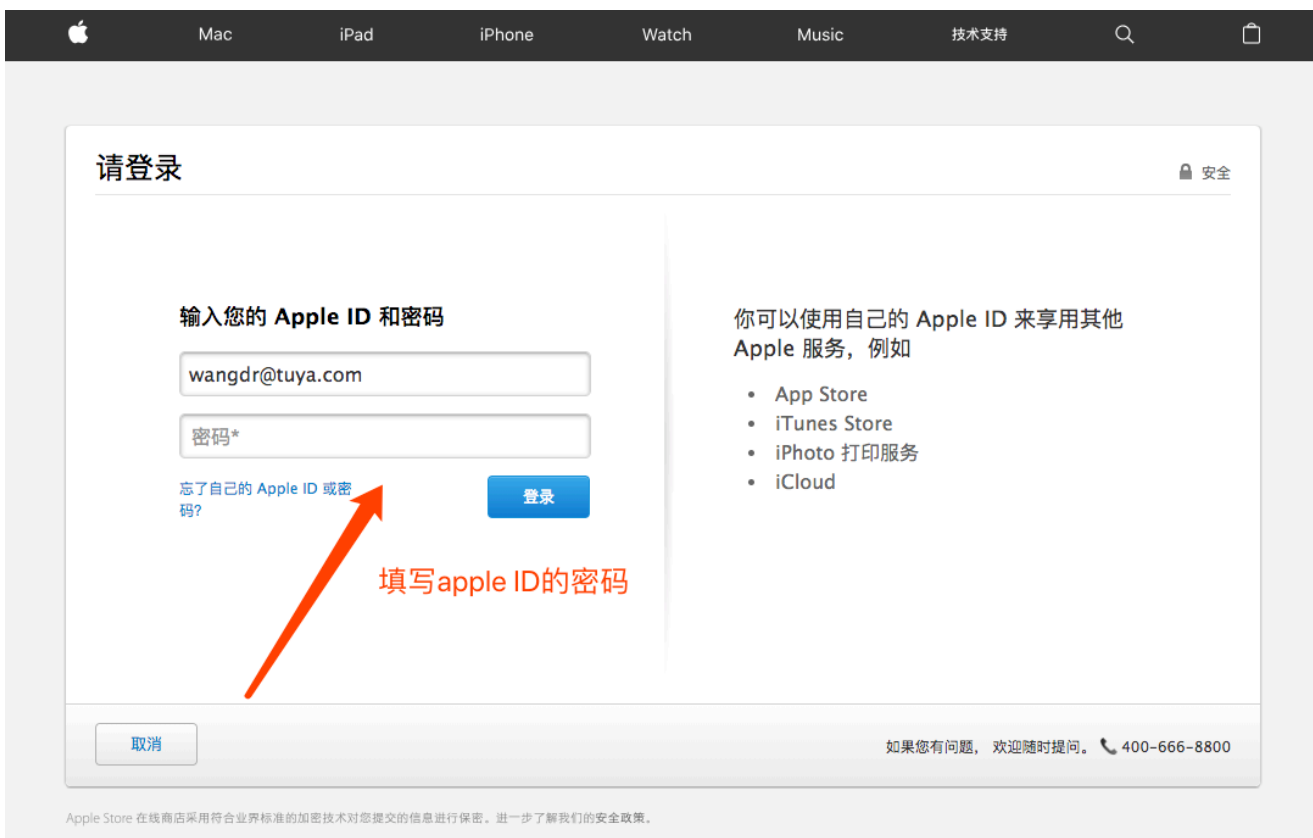 Mac iPad iPhone Watch Music 技术支持
请登录
安全
输入您的 Apple ID 和密码
wangdr@tuya.com
密码*
忘了自己的 Apple ID 或密
码?
登录
填写apple ID的密码
你可以使用自己的 Apple ID 来享用其他
Apple 服务，例如
• App Store
• iTunes Store
• iPhoto 打印服务
• iCloud
取消
如果您有问题， 欢迎随时提问。 400-666-8800
Apple Store 在线商店采用符合业界标准的加密技术对您提交的信息进行保密。进一步了解我们的安全政策。